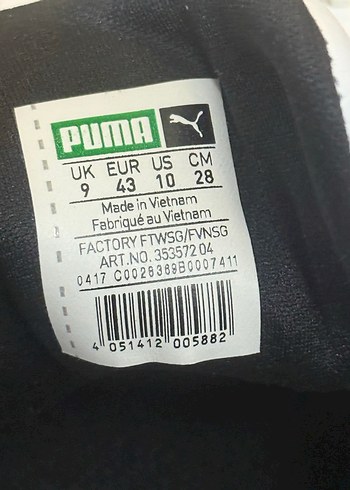 PUMA
UK EUR US CM
9 43 10 28
Made in Vietnam
Fabriqué au Vietnam
FACTORY FTWSG/FVNSG
ART.NO. 353572 04
0417 C0028369B0007411
4 051412 005882